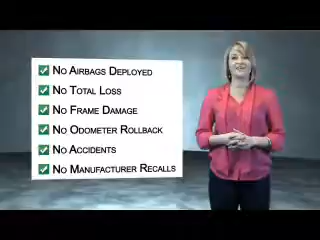 No Airbags Deployed
No Total Loss
No Frame Damage
No Odometer Rollback
No Accidents
No Manufacturer Recalls